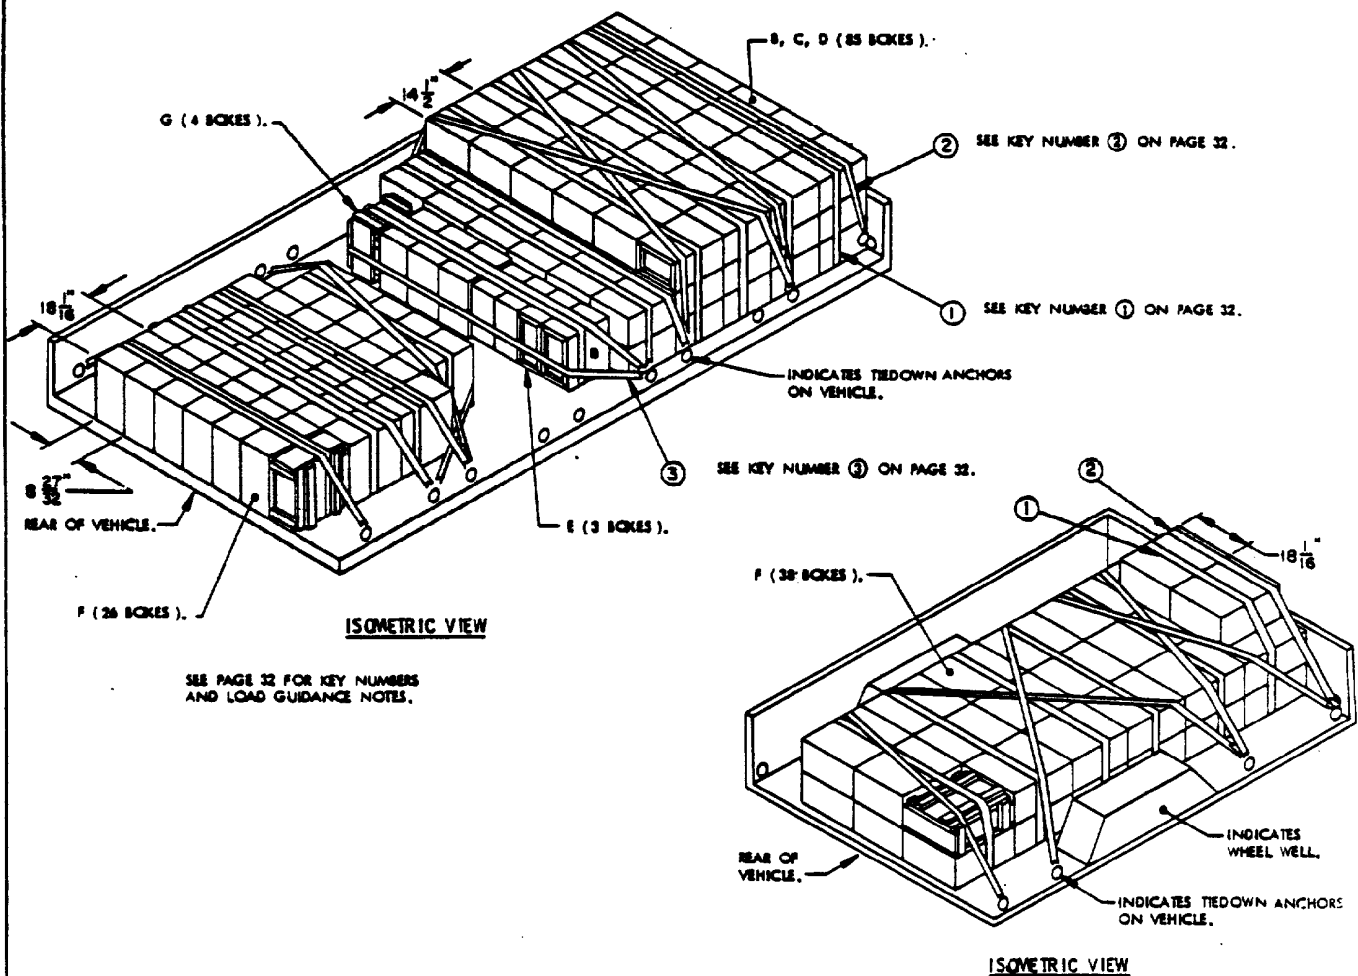 B, C, D (85 BOXES).
14 1/2"
G (4 BOXES).
② SEE KEY NUMBER ② ON PAGE 32.
18 1/16"
① SEE KEY NUMBER ① ON PAGE 32.
INDICATES TIEDOWN ANCHORS
ON VEHICLE.
③ SEE KEY NUMBER ③ ON PAGE 32.
8 27/32"
REAR OF VEHICLE.
E (3 BOXES).
F (26 BOXES).
ISOMETRIC VIEW
SEE PAGE 32 FOR KEY NUMBERS
AND LOAD GUIDANCE NOTES.
②
①
18 1/16"
F (38 BOXES).
INDICATES
WHEEL WELL.
REAR OF
VEHICLE.
INDICATES TIEDOWN ANCHORS
ON VEHICLE.
ISOMETRIC VIEW